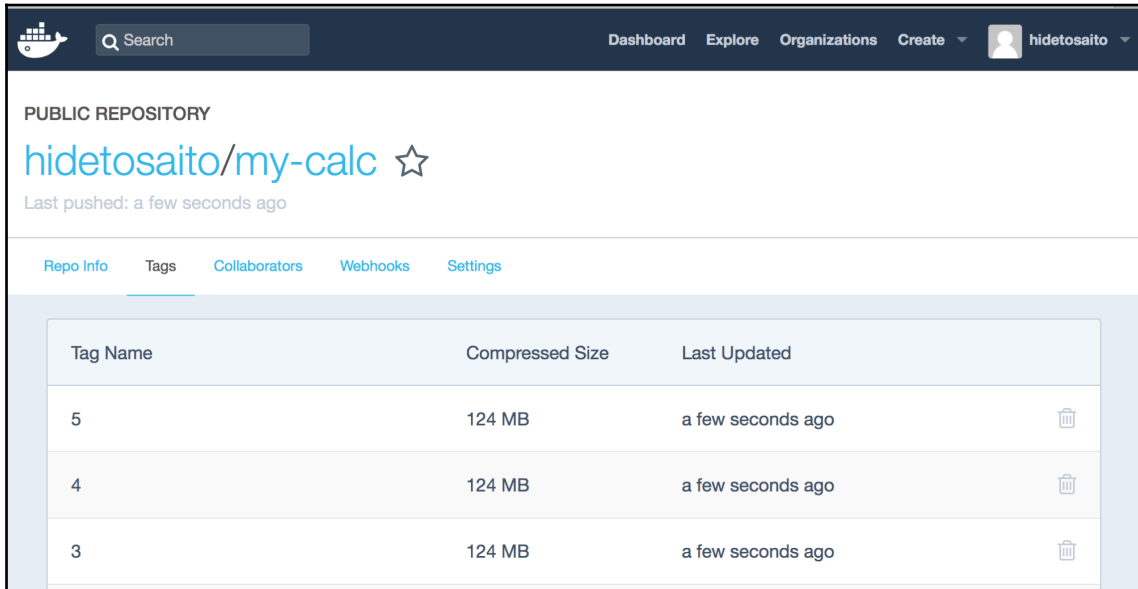 Search Dashboard Explore Organizations Create hidetosaito
PUBLIC REPOSITORY
hidetosaito/my-calc
Last pushed: a few seconds ago
Repo Info Tags Collaborators Webhooks Settings
Tag Name Compressed Size Last Updated
5 124 MB a few seconds ago
4 124 MB a few seconds ago
3 124 MB a few seconds ago